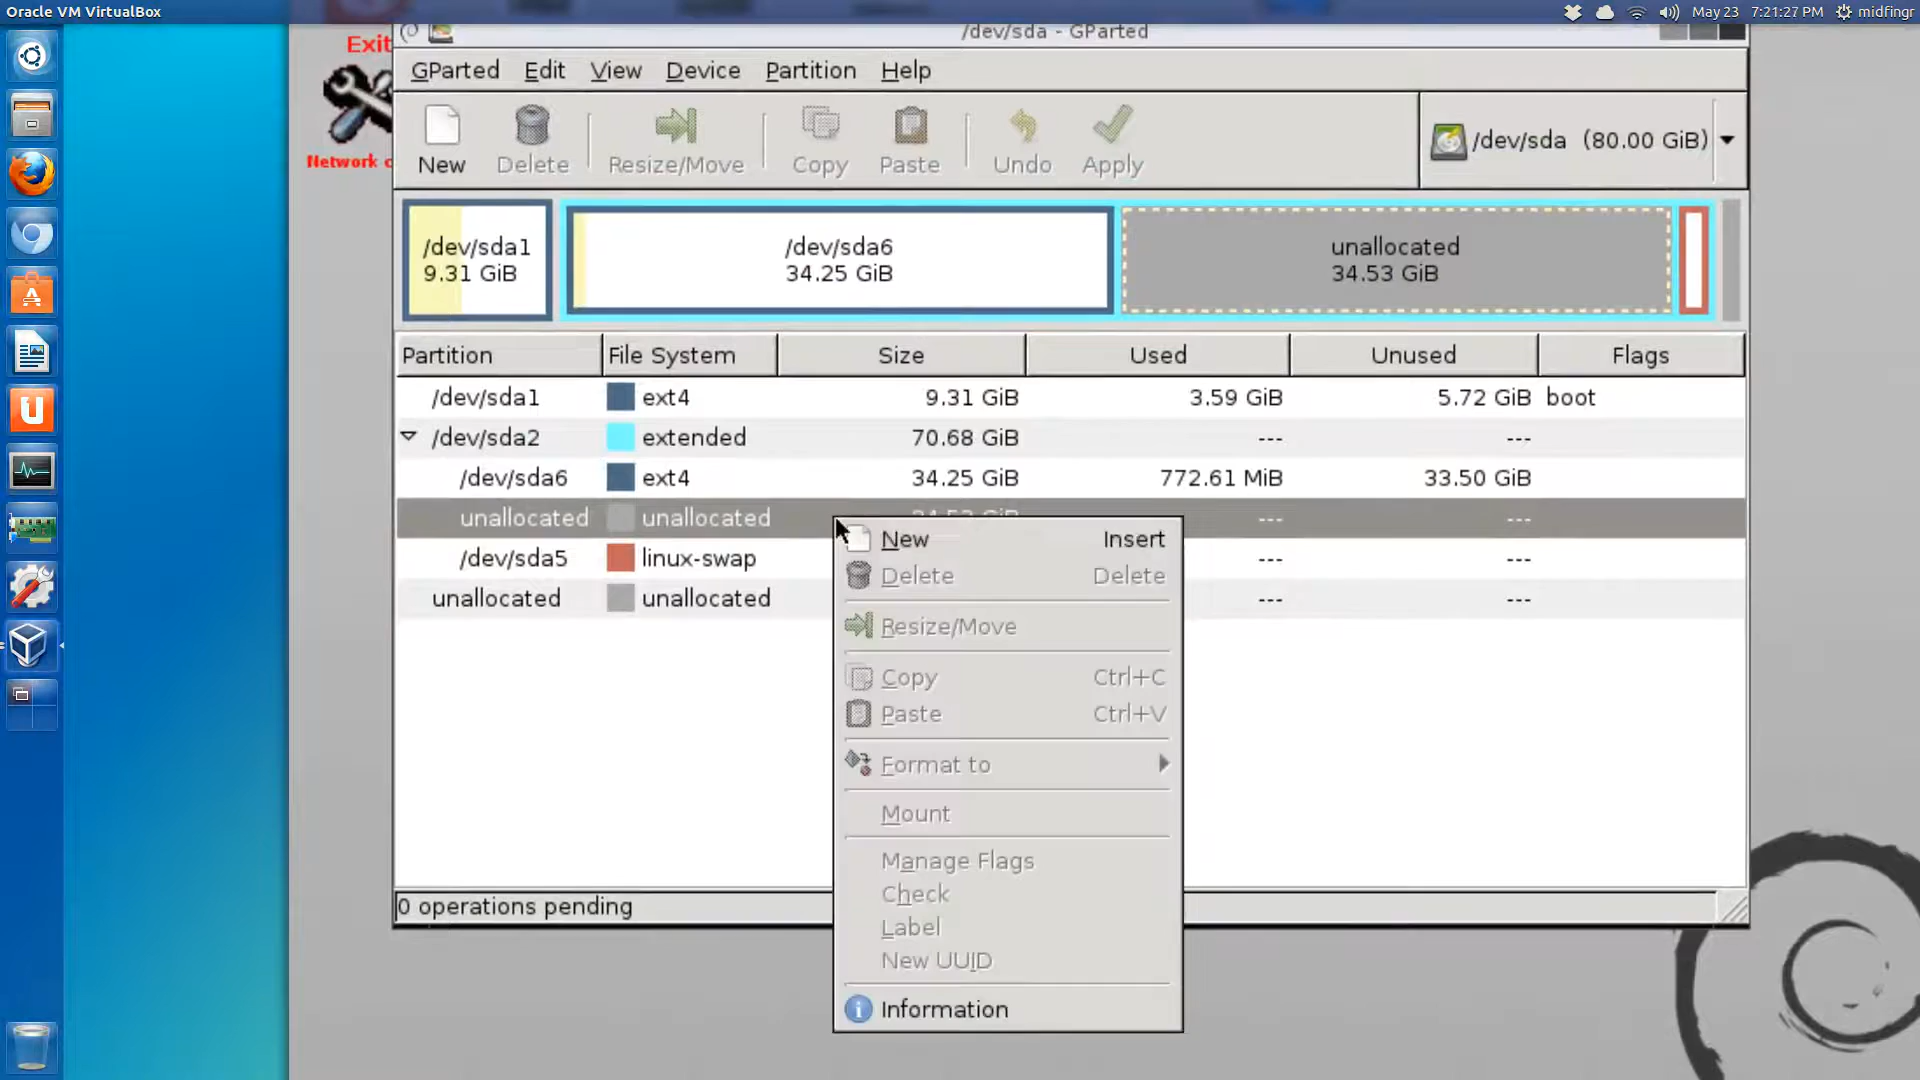 Oracle VM VirtualBox
May 23 7:21:27 PM midfingr
Exit
Network
/dev/sda - GParted
GParted Edit View Device Partition Help
New Delete Resize/Move Copy Paste Undo Apply
/dev/sda (80.00 GiB)
/dev/sda1
9.31 GiB
/dev/sda6
34.25 GiB
unallocated
34.53 GiB
Partition File System Size Used Unused Flags
/dev/sda1 ext4 9.31 GiB 3.59 GiB 5.72 GiB boot
/dev/sda2 extended 70.68 GiB --- ---
/dev/sda6 ext4 34.25 GiB 772.61 MiB 33.50 GiB
unallocated unallocated --- ---
/dev/sda5 linux-swap --- ---
unallocated unallocated --- ---
New Insert
Delete Delete
Resize/Move
Copy Ctrl+C
Paste Ctrl+V
Format to
Mount
Manage Flags
Check
Label
New UUID
Information
0 operations pending